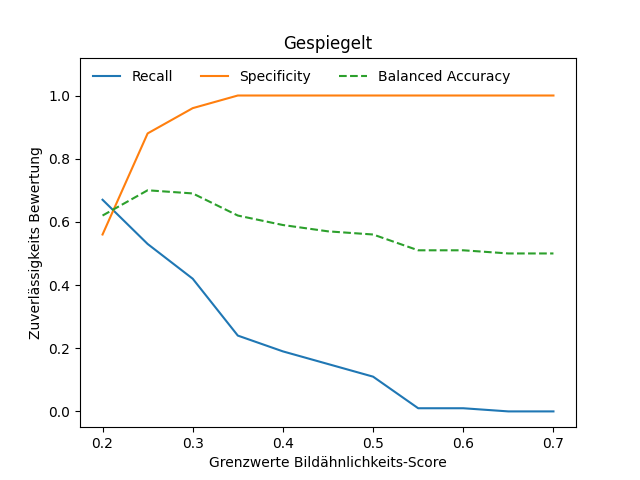 Gespiegelt
Recall Specificity Balanced Accuracy
1.0
0.8
0.6
0.4
0.2
0.0
Zuverlässigkeits Bewertung
0.2 0.3 0.4 0.5 0.6 0.7
Grenzwerte Bildähnlichkeits-Score